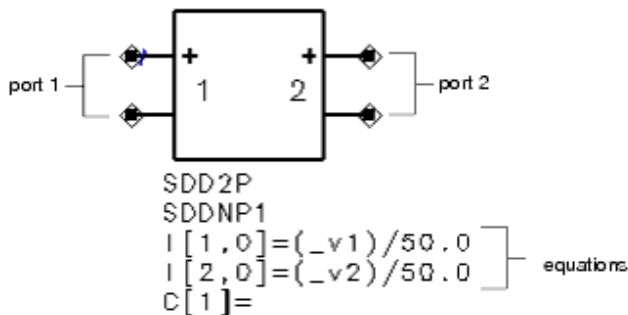 + +
port 1 1 2 port 2
SDD2P
SDDNP1
I[1,0]=(_v1)/50.0
I[2,0]=(_v2)/50.0 equations
C[1]=